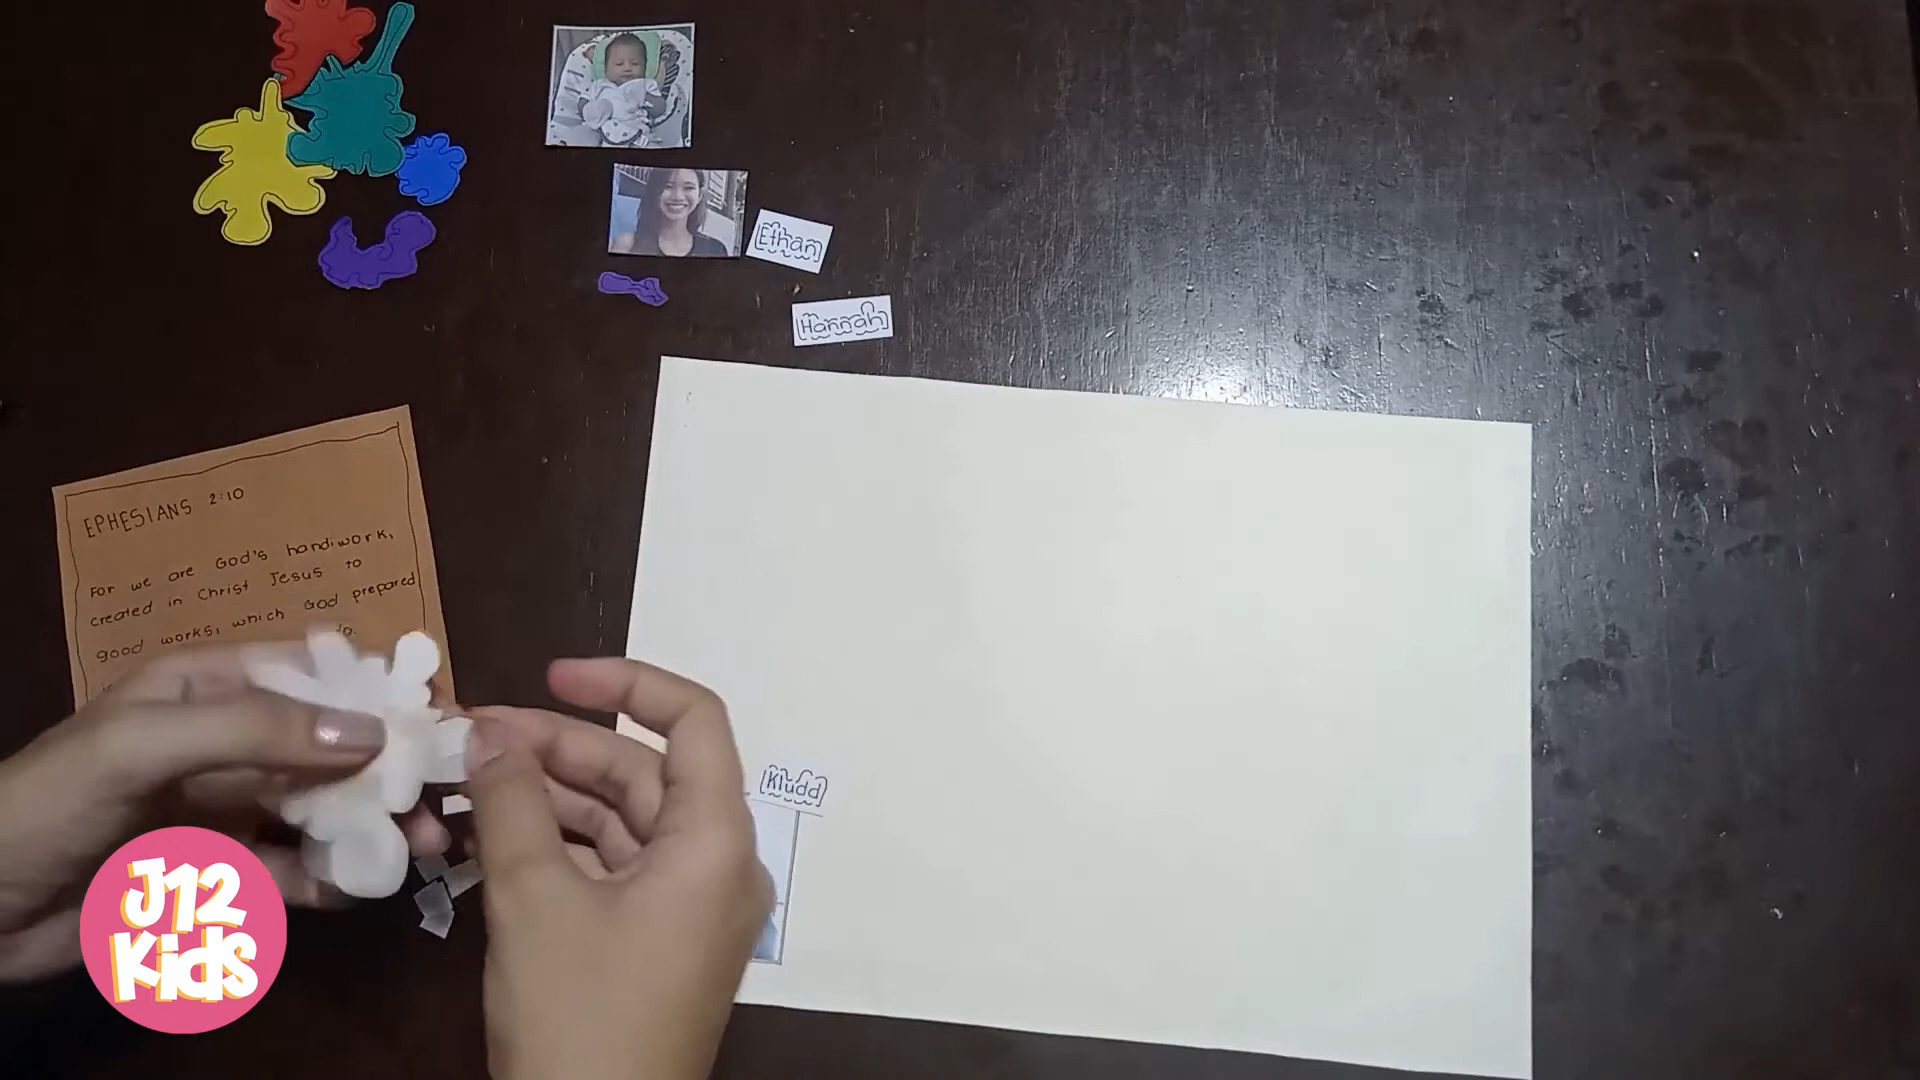 Ethan
Hannah
EPHESIANS 2:10
For we are God's handiwork,
created in Christ Jesus to
good works, which God prepared
do.
Kludd
J12
Kids